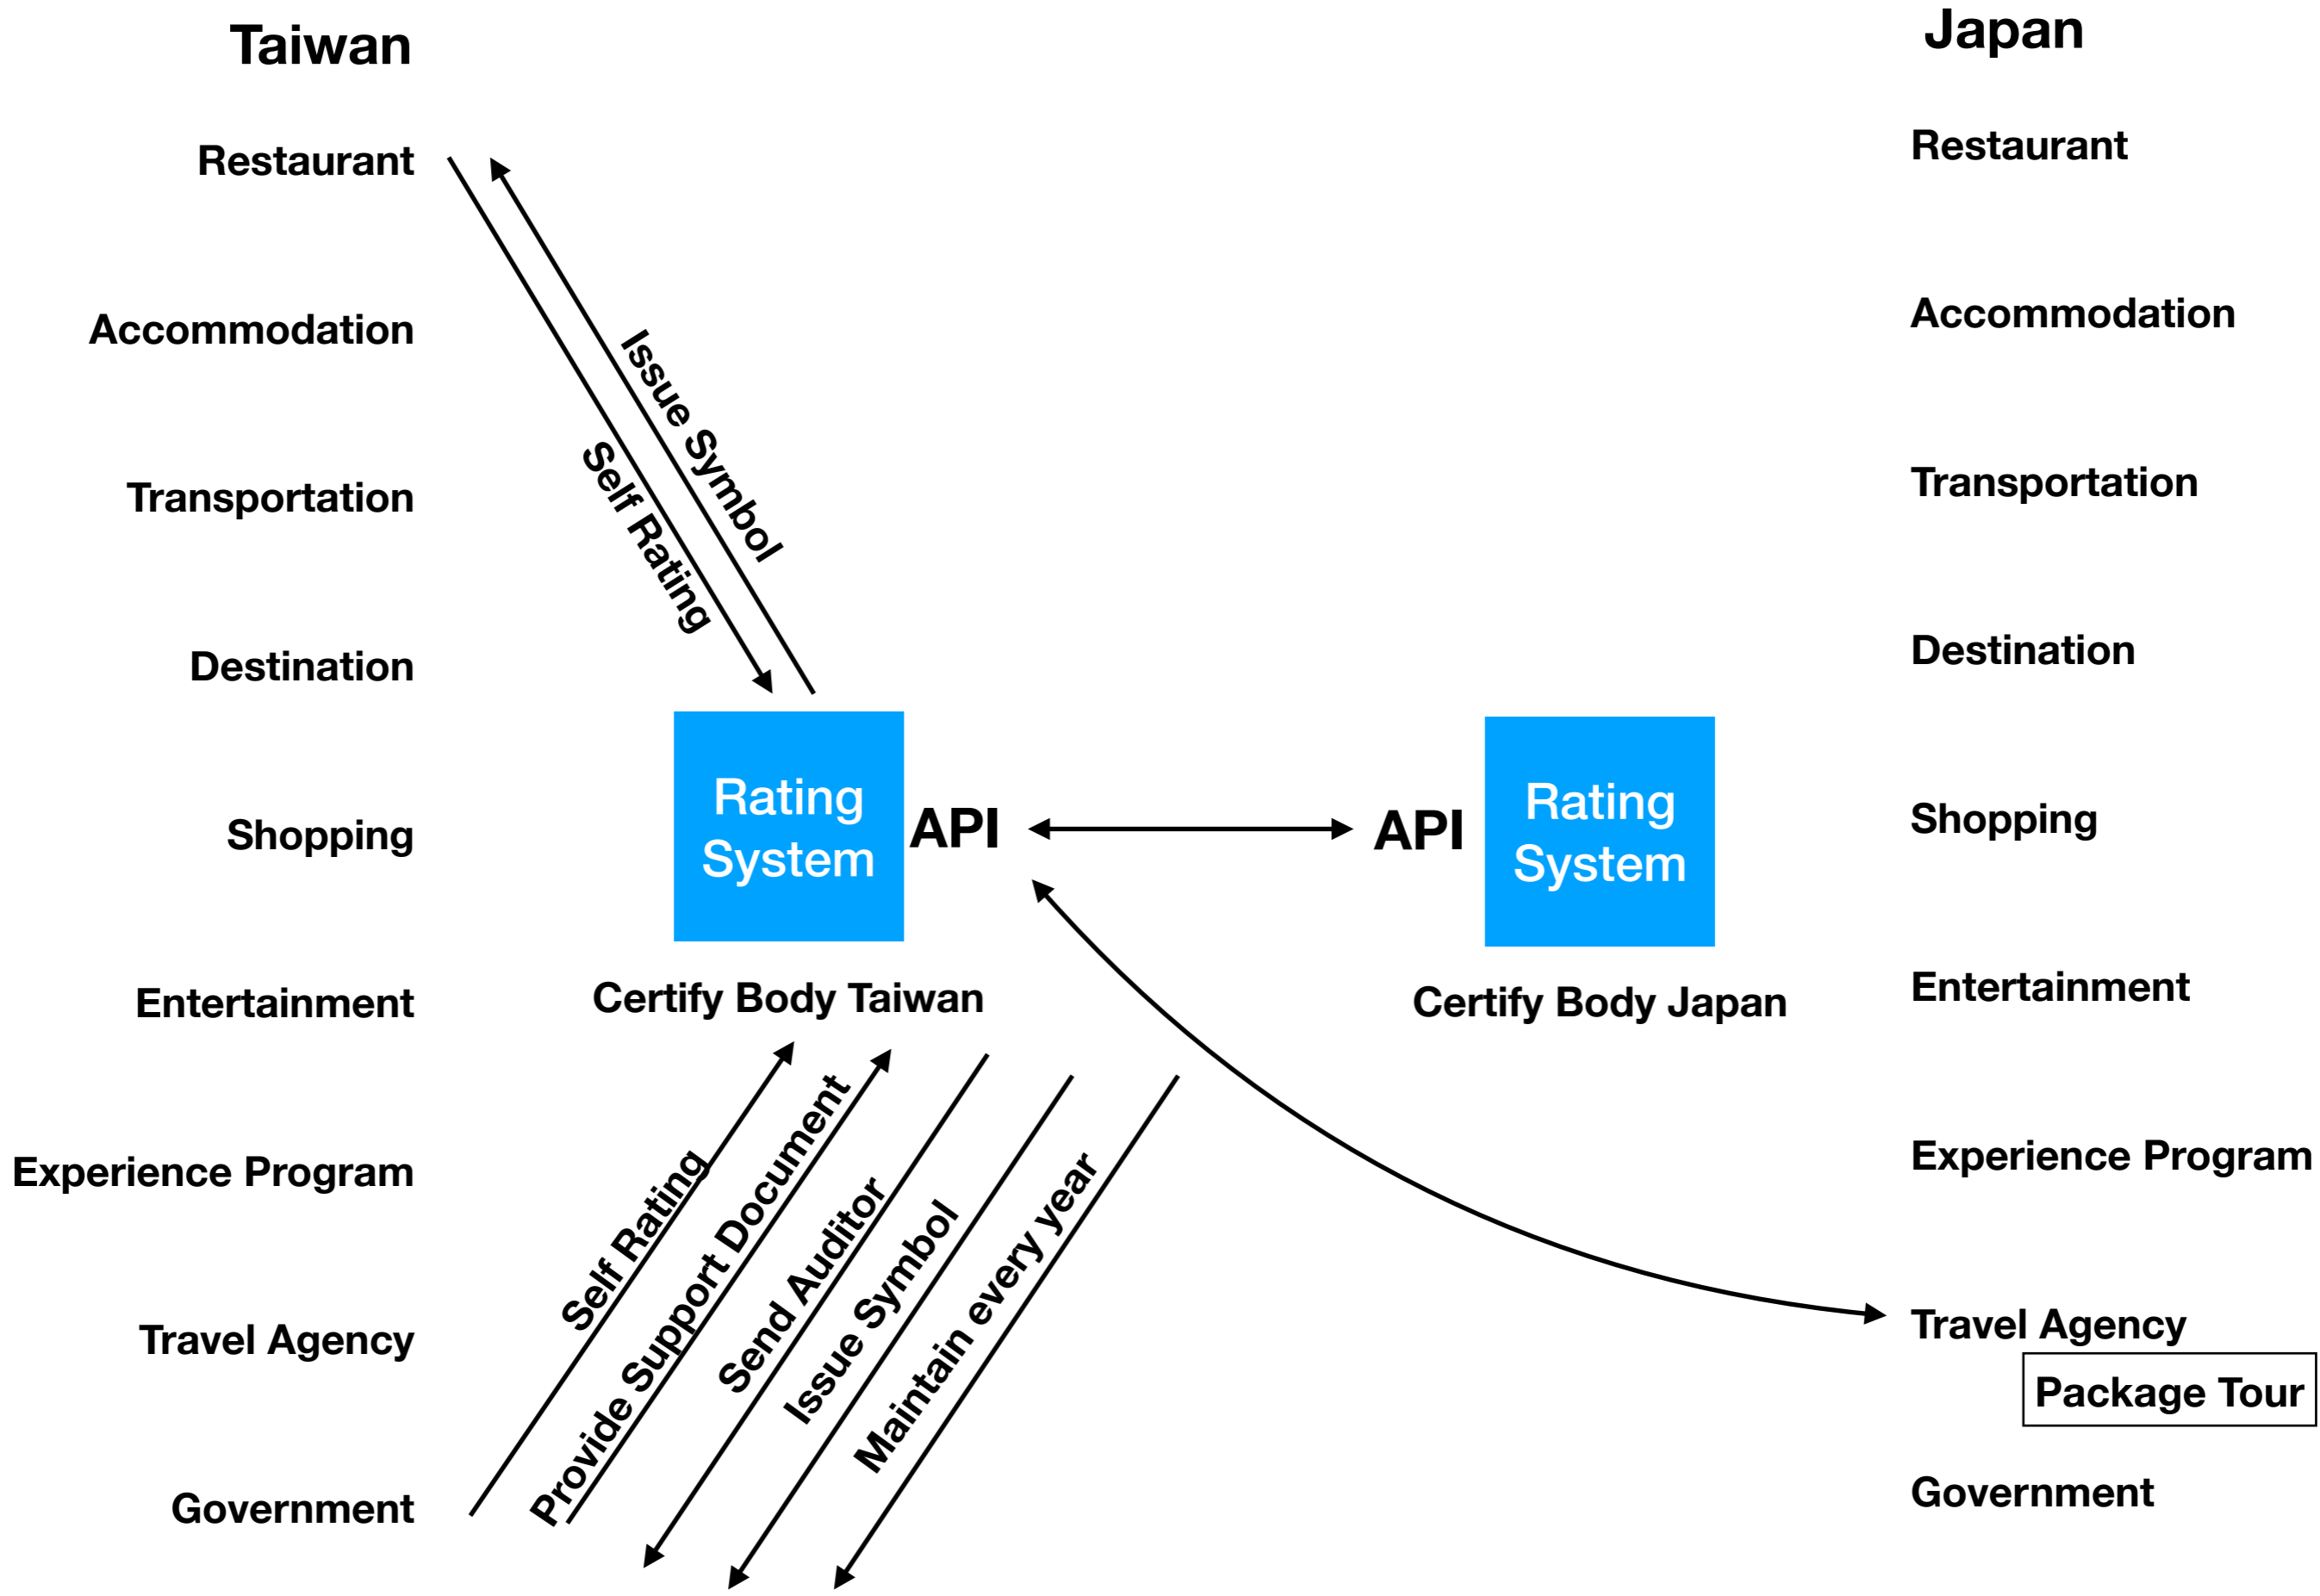 Taiwan
Restaurant
Accommodation
Transportation
Destination
Shopping
Entertainment
Experience Program
Travel Agency
Government
Issue Symbol
Self Rating
Rating
System
API
Certify Body Taiwan
Self Rating
Provide Support Document
Send Auditor
Issue Symbol
Maintain every year
API
Rating
System
Certify Body Japan
Japan
Restaurant
Accommodation
Transportation
Destination
Shopping
Entertainment
Experience Program
Travel Agency
Package Tour
Government